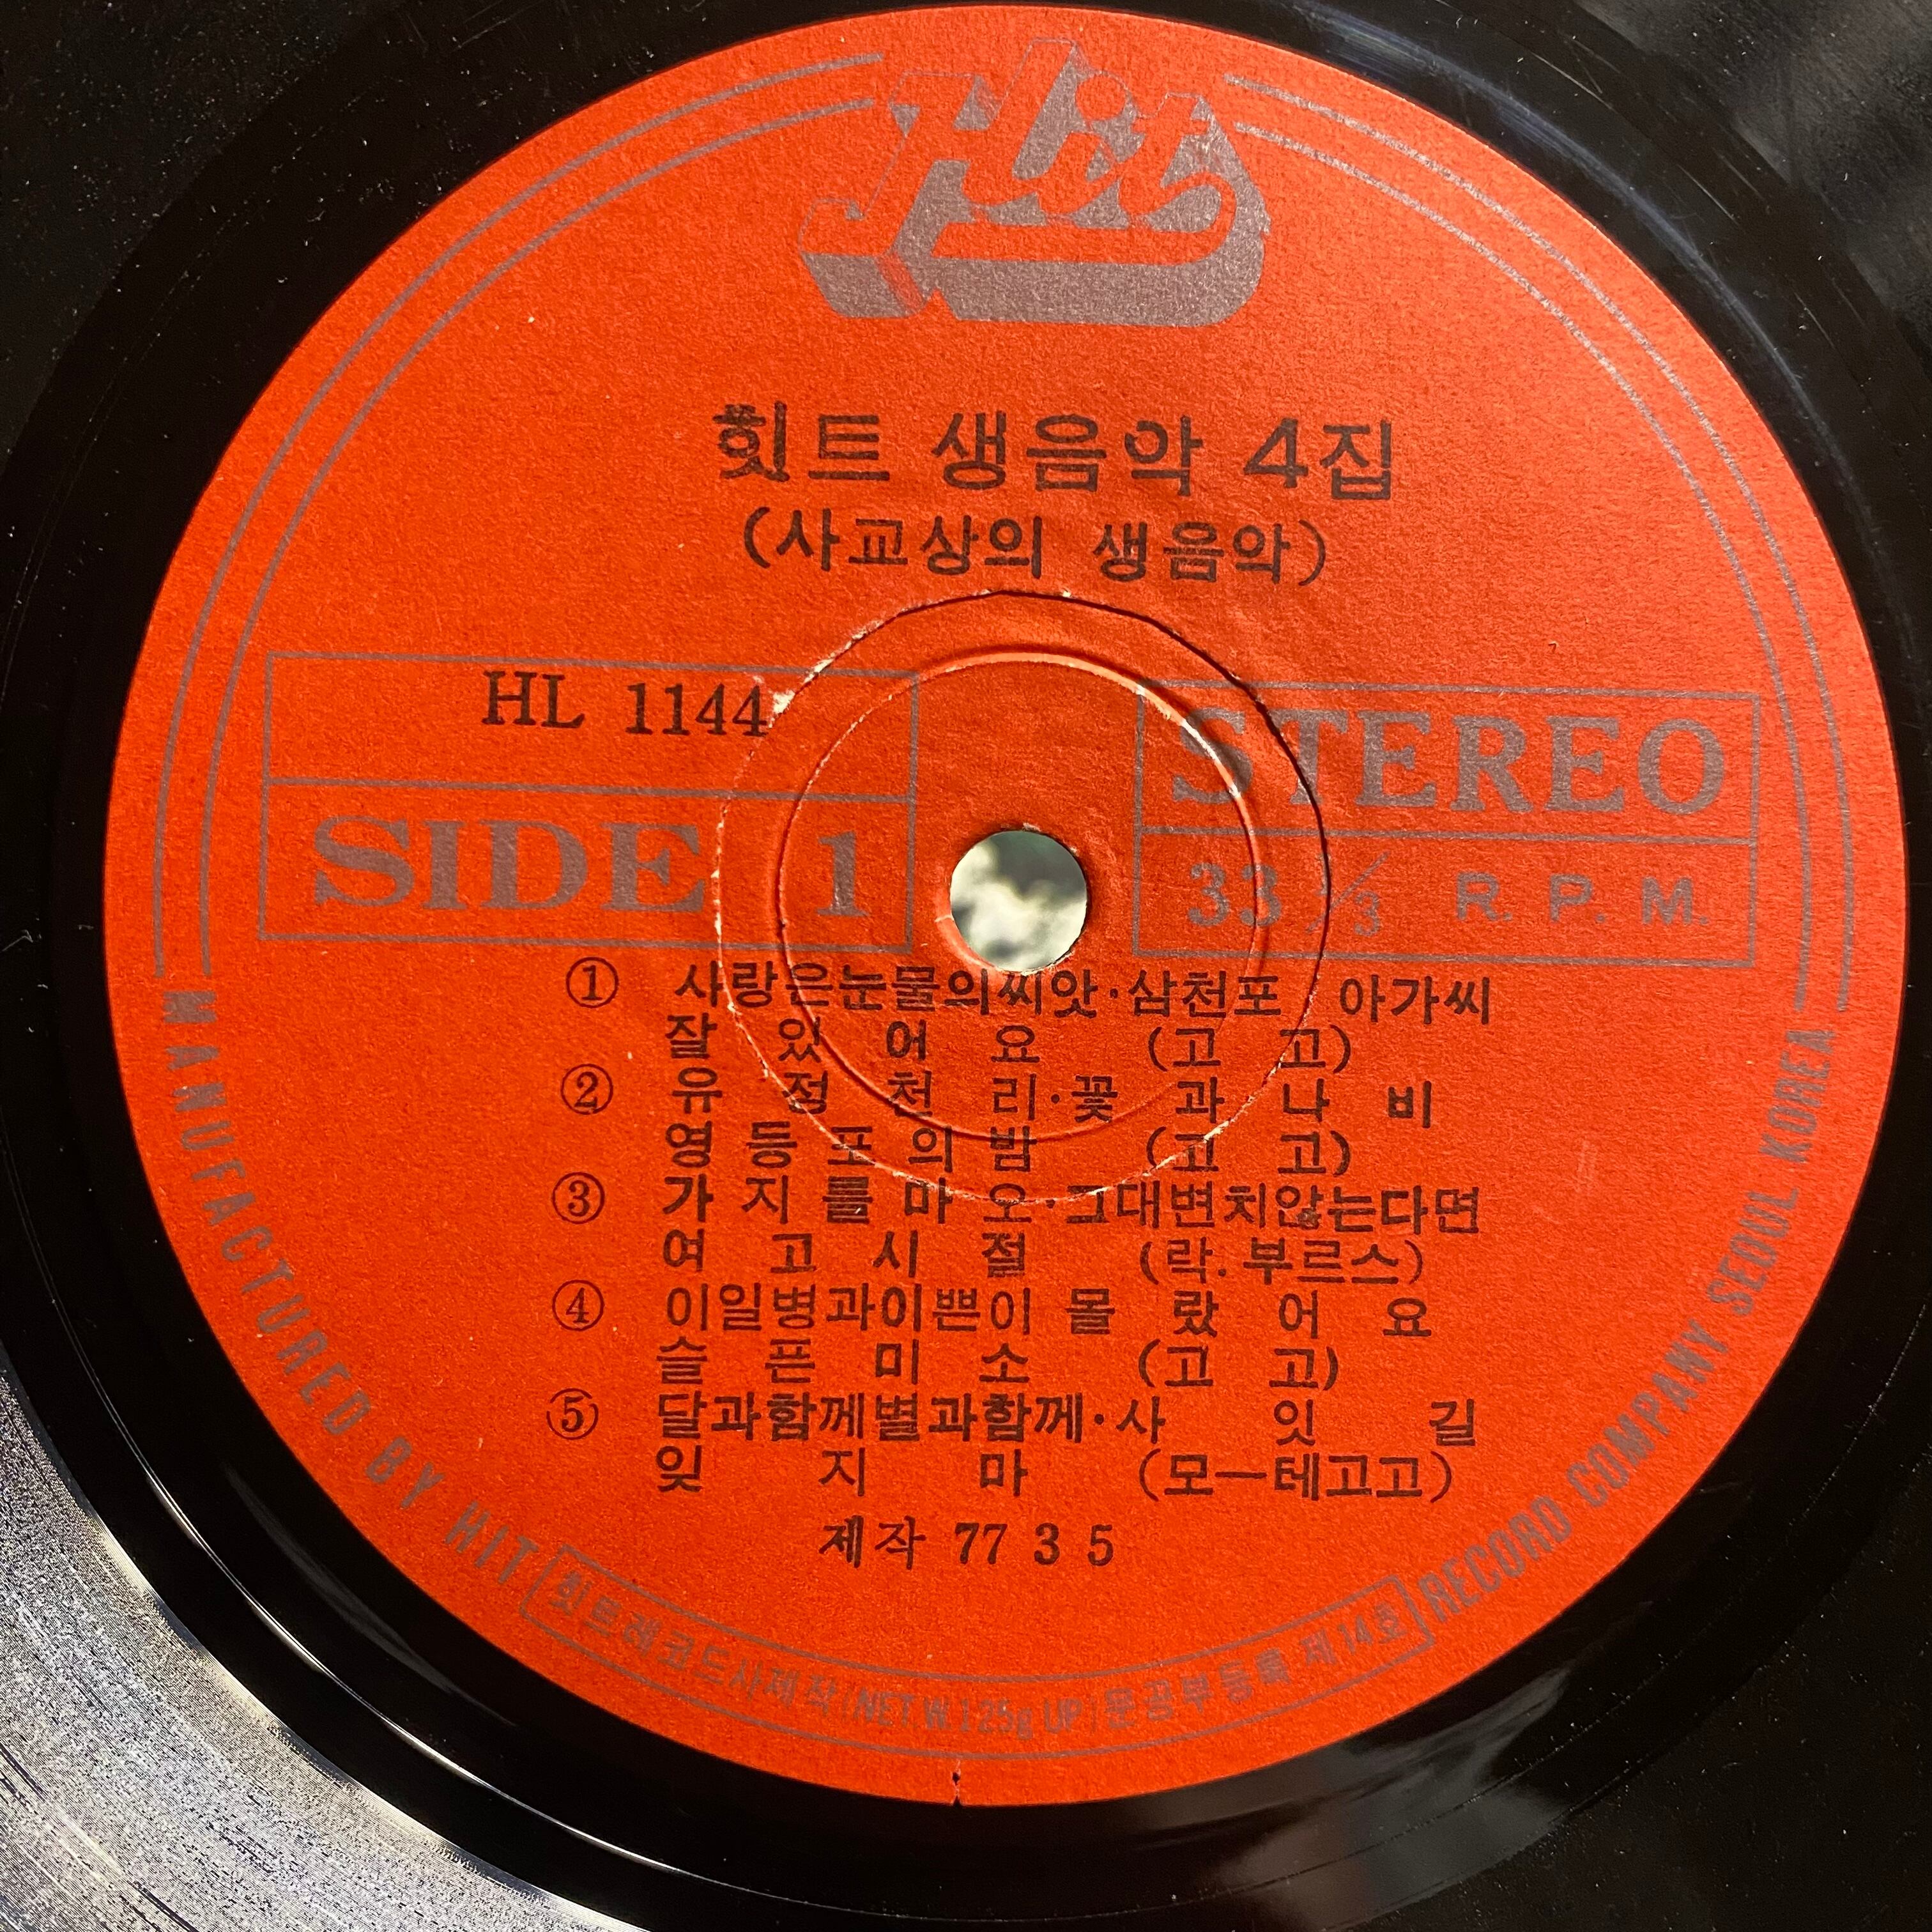 Hit
힛트 생음악 4집
(사교상의 생음악)
HL 1144
SIDE 1
STEREO
33 1/3 R. P. M.
① 사랑은눈물의씨앗·삼천포 아가씨
잘 있 어 요 (고 고)
② 유 정 천 리·꽃 과 나 비
영 등 포 의 밤 (고 고)
③ 가 지 를 마 오·그대변치않는다면
여 고 시 절 (락.부르스)
④ 이일병과이쁜이 몰 랐 어 요
슬 픈 미 소 (고 고)
⑤ 달과함께별과함께·사 잇 길
잊 지 마 (모—테고고)
제작 77 3 5
MANUFACTURED BY HIT RECORD COMPANY SEOUL KOREA
힛트레코드사제작(NET.W.125g UP)문공부등록 제14호